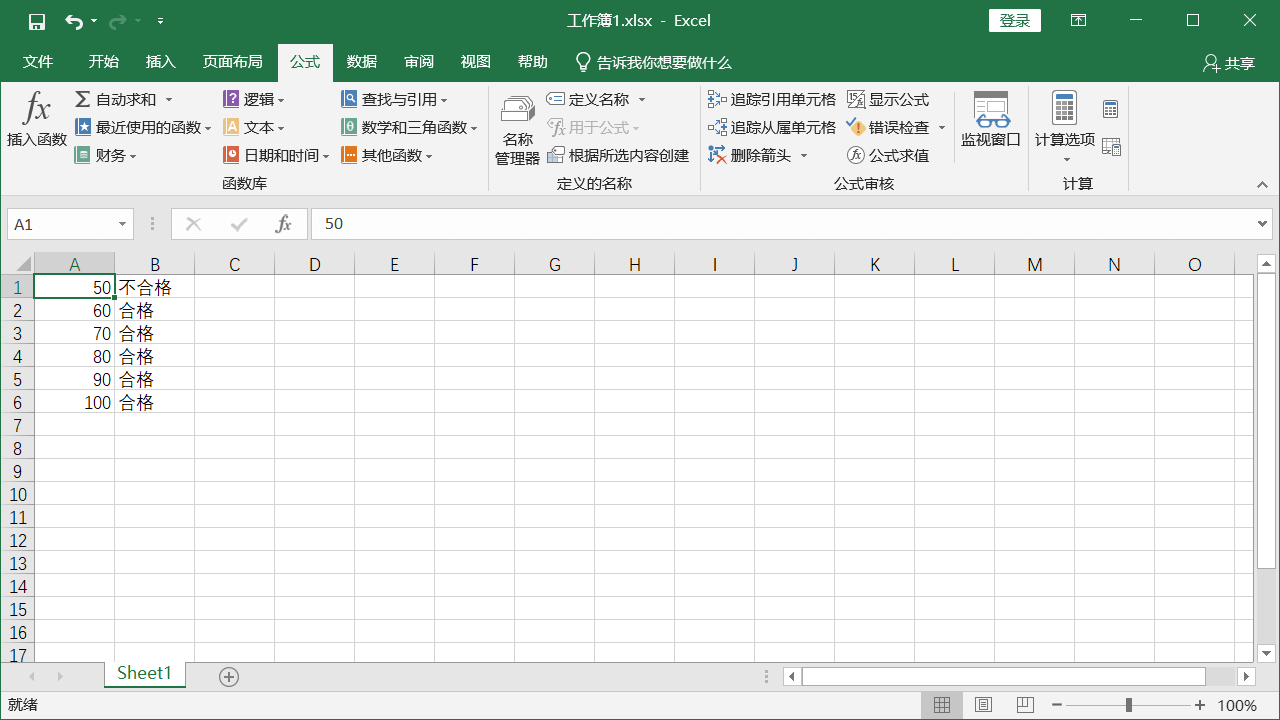 工作簿1.xlsx - Excel
登录
文件 开始 插入 页面布局 公式 数据 审阅 视图 帮助 告诉我你想要做什么 共享
fx 插入函数
自动求和
最近使用的函数
财务
逻辑
文本
日期和时间
查找与引用
数学和三角函数
其他函数
函数库
名称
管理器
定义名称
用于公式
根据所选内容创建
定义的名称
追踪引用单元格
追踪从属单元格
删除箭头
显示公式
错误检查
公式求值
公式审核
监视窗口
计算选项
计算
A1 fx 50
A B C D E F G H I J K L M N O
1 50 不合格
2 60 合格
3 70 合格
4 80 合格
5 90 合格
6 100 合格
7
8
9
10
11
12
13
14
15
16
17
Sheet1
就绪 100%